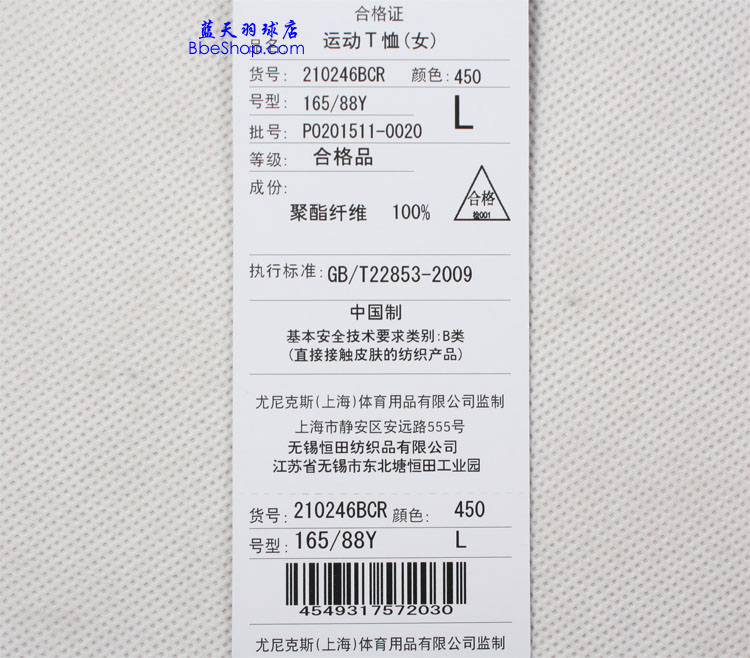 合格证
蓝天羽球店
BbeShop.com
品名: 运动T恤(女)
货号: 210246BCR 颜色: 450
号型: 165/88Y L
批号: P0201511-0020
等级: 合格品
成份:
聚酯纤维 100%
合格
检001
执行标准: GB/T22853-2009
中国制
基本安全技术要求类别:B类
(直接接触皮肤的纺织产品)
尤尼克斯(上海)体育用品有限公司监制
上海市静安区安远路555号
无锡恒田纺织品有限公司
江苏省无锡市东北塘恒田工业园
货号: 210246BCR 顔色: 450
号型: 165/88Y L
4549317572030
尤尼克斯(上海)体育用品有限公司监制